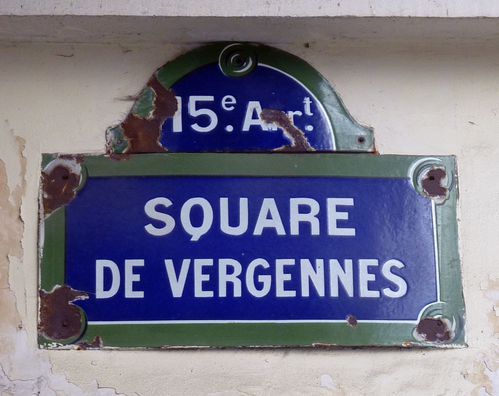 15e. Arrt.
SQUARE
DE VERGENNES